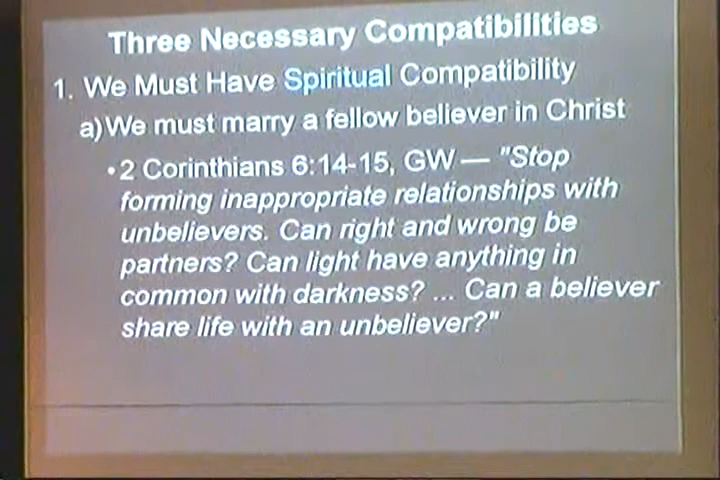 Three Necessary Compatibilities
1. We Must Have Spiritual Compatibility
a) We must marry a fellow believer in Christ
• 2 Corinthians 6:14-15, GW — "Stop
forming inappropriate relationships with
unbelievers. Can right and wrong be
partners? Can light have anything in
common with darkness? ... Can a believer
share life with an unbeliever?"